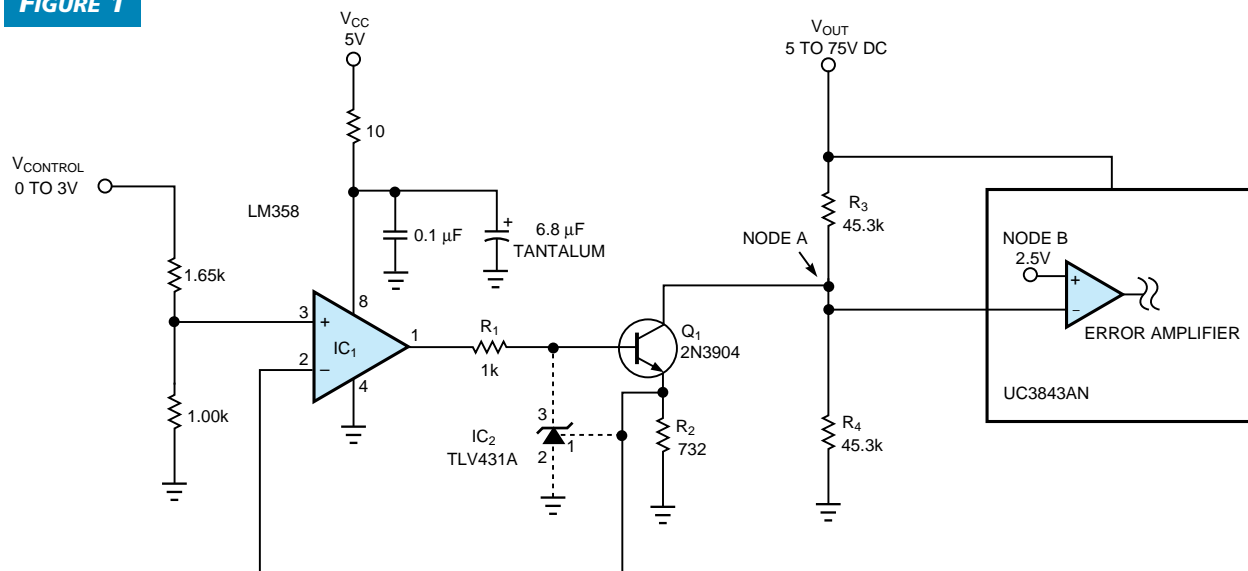 FIGURE 1
VCC
5V
10
VCONTROL
0 TO 3V
LM358
0.1 µF
+
6.8 µF
TANTALUM
1.65k
1.00k
3
+
8
IC1
1
2
–
4
R1
1k
Q1
2N3904
IC2
TLV431A
3
2
1
R2
732
VOUT
5 TO 75V DC
R3
45.3k
NODE A
R4
45.3k
NODE B
2.5V
+
–
ERROR AMPLIFIER
UC3843AN